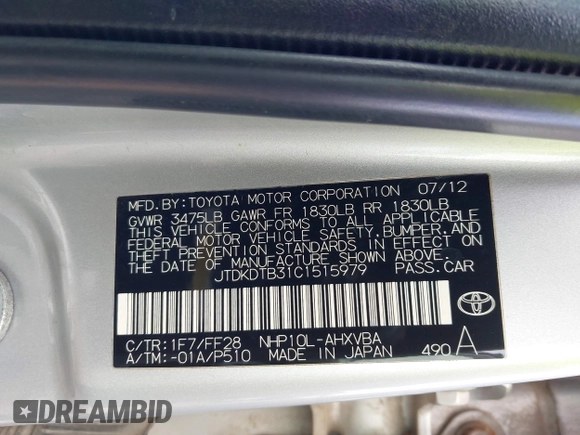 MFD.BY:TOYOTA MOTOR CORPORATION 07/12
GVWR 3475LB GAWR FR 1830LB RR 1830LB
THIS VEHICLE CONFORMS TO ALL APPLICABLE
FEDERAL MOTOR VEHICLE SAFETY, BUMPER, AND
THEFT PREVENTION STANDARDS IN EFFECT ON
THE DATE OF MANUFACTURE SHOWN ABOVE.
JTDKDTB31C1515979 PASS.CAR
C/TR:1F7/FF28 NHP10L-AHXVBA
A/TM:-01A/P510 MADE IN JAPAN 490 A
DREAMBID